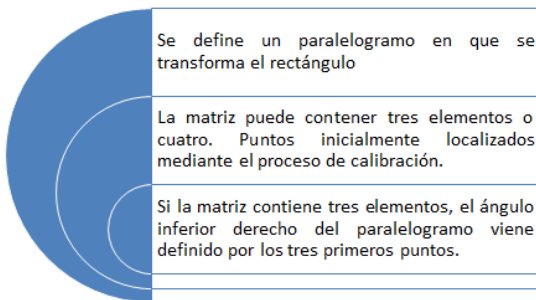 Se define un paralelogramo en que se
transforma el rectángulo
La matriz puede contener tres elementos o
cuatro. Puntos inicialmente localizados
mediante el proceso de calibración.
Si la matriz contiene tres elementos, el ángulo
inferior derecho del paralelogramo viene
definido por los tres primeros puntos.